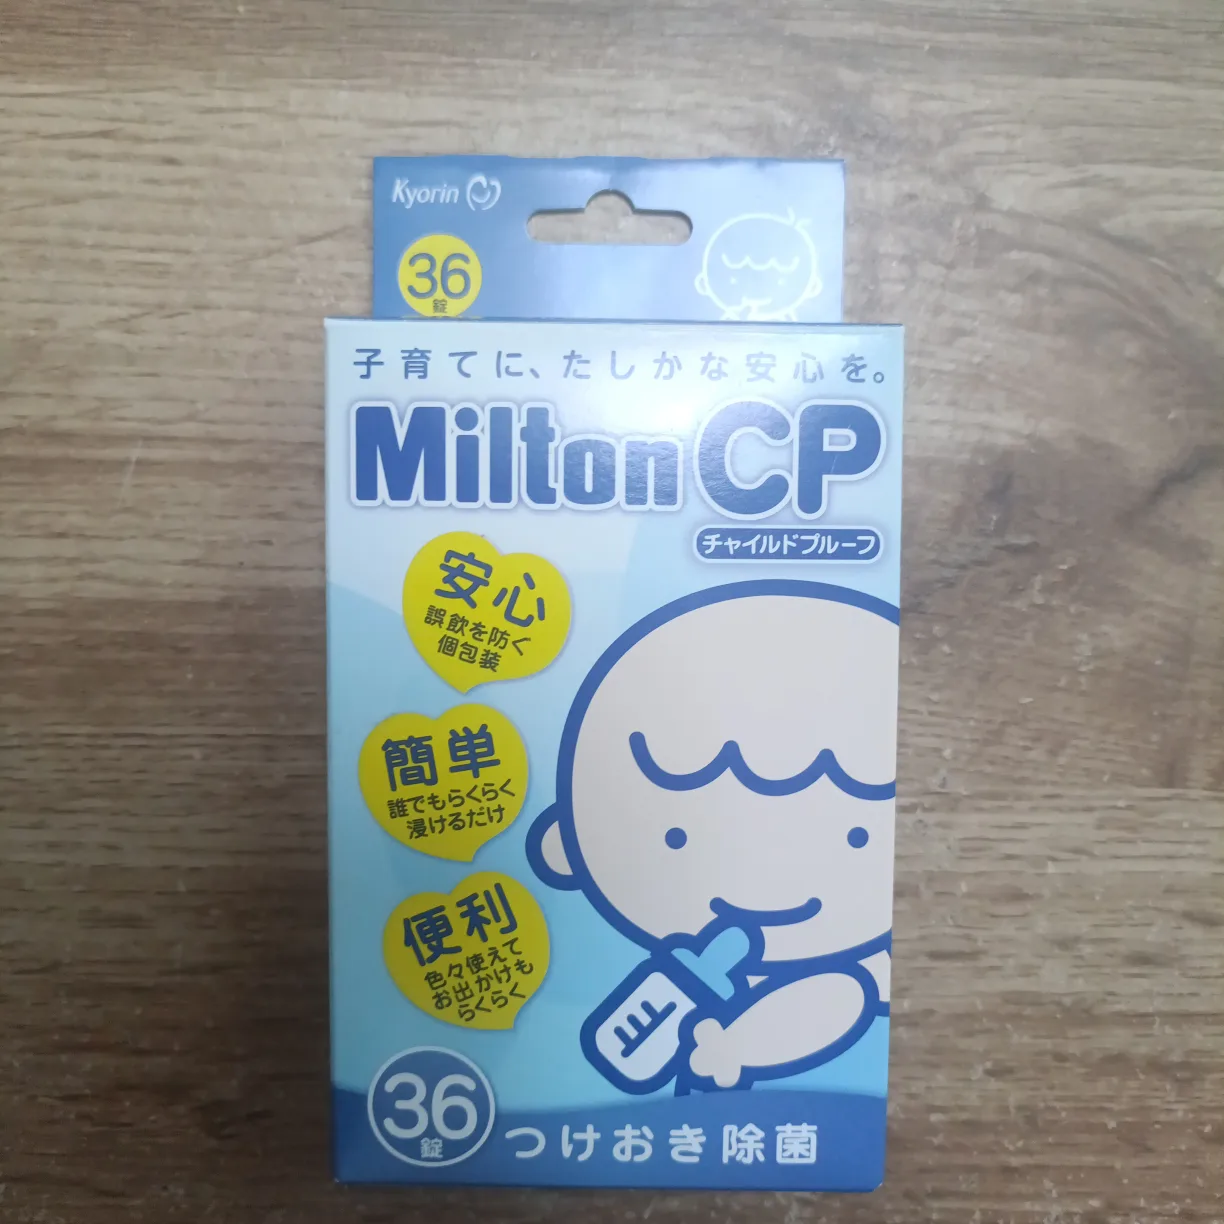 Kyorin
36
錠
子育てに、たしかな安心を。
Milton CP
チャイルドプルーフ
安心
誤飲を防ぐ
個包装
簡単
誰でもらくらく
浸けるだけ
便利
色々使えて
お出かけも
らくらく
36
錠
つけおき除菌